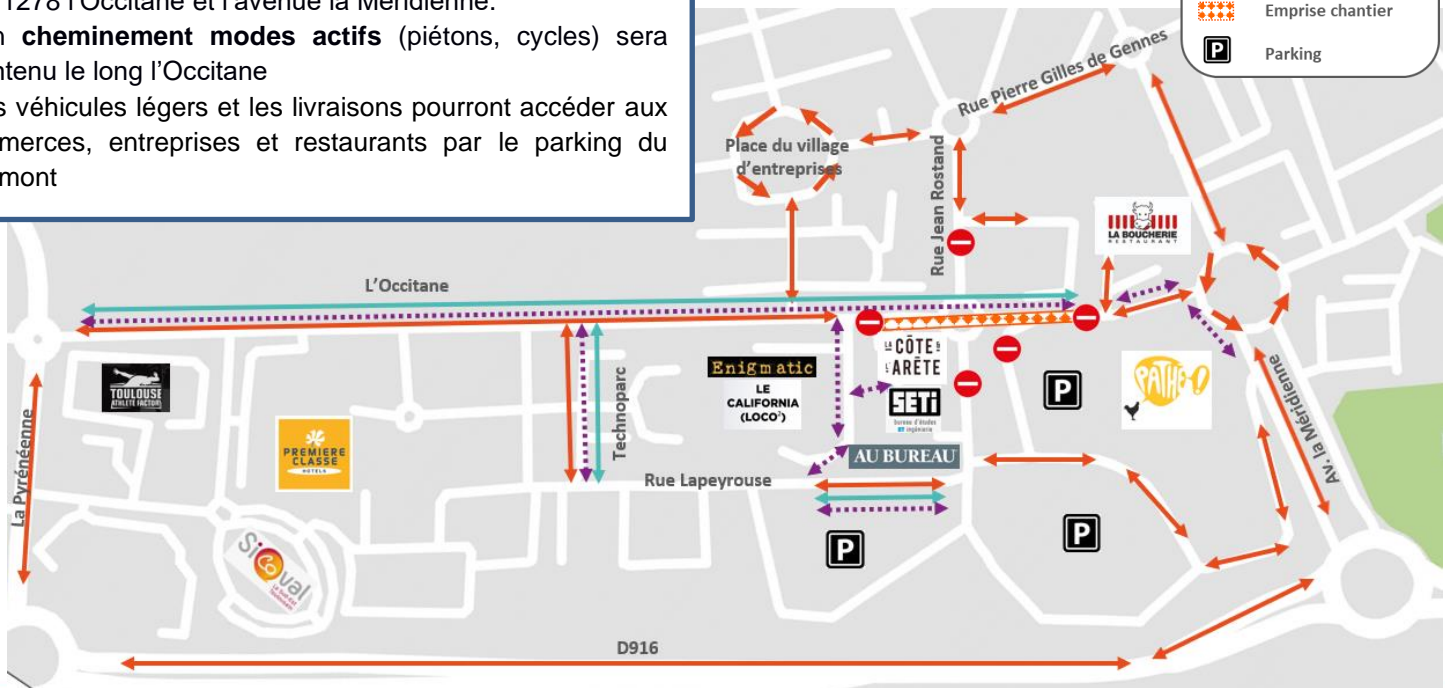 1278 l'Occitane et l'avenue la Méridienne.
cheminement modes actifs (piétons, cycles) sera
le long l'Occitane
véhicules légers et les livraisons pourront accéder aux
entreprises et restaurants par le parking du
Emprise chantier
P Parking
Rue Pierre Gilles de Gennes
Place du village
d'entreprises
Rue Jean Rostand
LA BOUCHERIE
RESTAURANT
L'Occitane
La Pyrénéenne
TOULOUSE
ATHLETE FACTORY
PREMIERE
CLASSE
HOTELS
Technoparc
Enigmatic
LE
CALIFORNIA
(LOCO²)
LA CÔTE &
L'ARÊTE
SETi
bureau d'études
et ingénierie
AU BUREAU
P
PATHE-O
Av. la Méridienne
Rue Lapeyrouse
P
P
Sicoval
D916